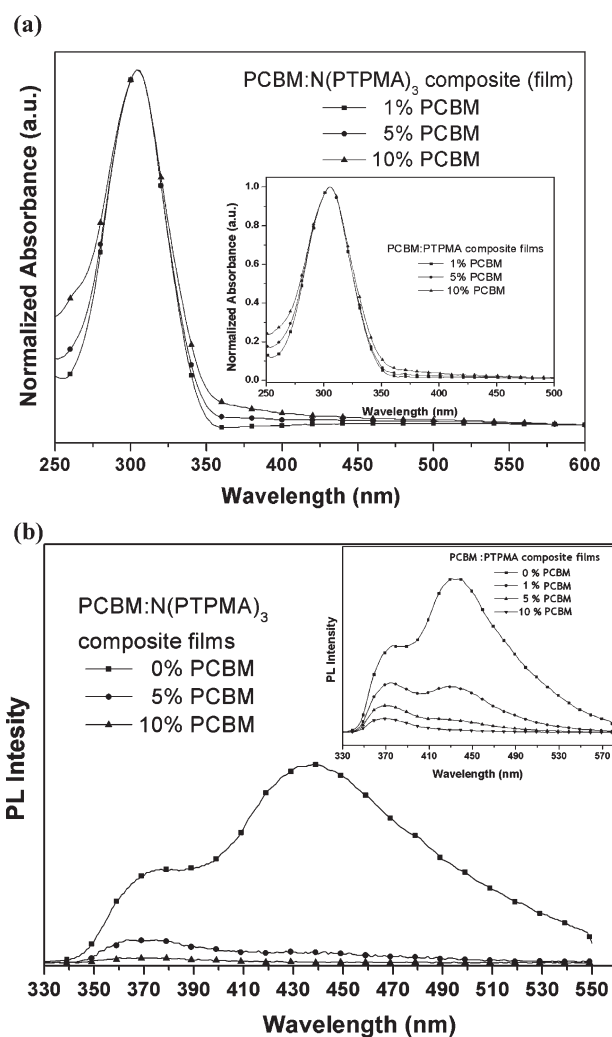 (a)
PCBM:N(PTPMA)3 composite (film)
1% PCBM
5% PCBM
10% PCBM
Normalized Absorbance (a.u.)
1.0
0.8
0.6
0.4
0.2
0.0
Normalized Absorbance (a.u.)
PCBM:PTPMA composite films
1% PCBM
5% PCBM
10% PCBM
250 300 350 400 450 500
Wavelength (nm)
250 300 350 400 450 500 550 600
Wavelength (nm)
(b)
PCBM:N(PTPMA)3
composite films
0% PCBM
5% PCBM
10% PCBM
PL Intesity
PCBM :PTPMA composite films
0 % PCBM
1 % PCBM
5 % PCBM
10 % PCBM
PL Intensity
330 370 410 450 490 530 570
Wavelength (nm)
330 350 370 390 410 430 450 470 490 510 530 550
Wavelength (nm)